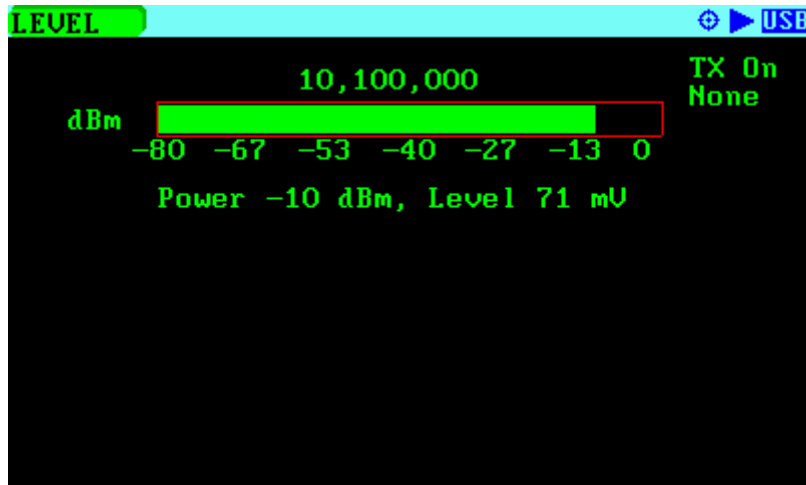 LEVEL USB
10,100,000
TX On
None
dBm
-80 -67 -53 -40 -27 -13 0
Power -10 dBm, Level 71 mV